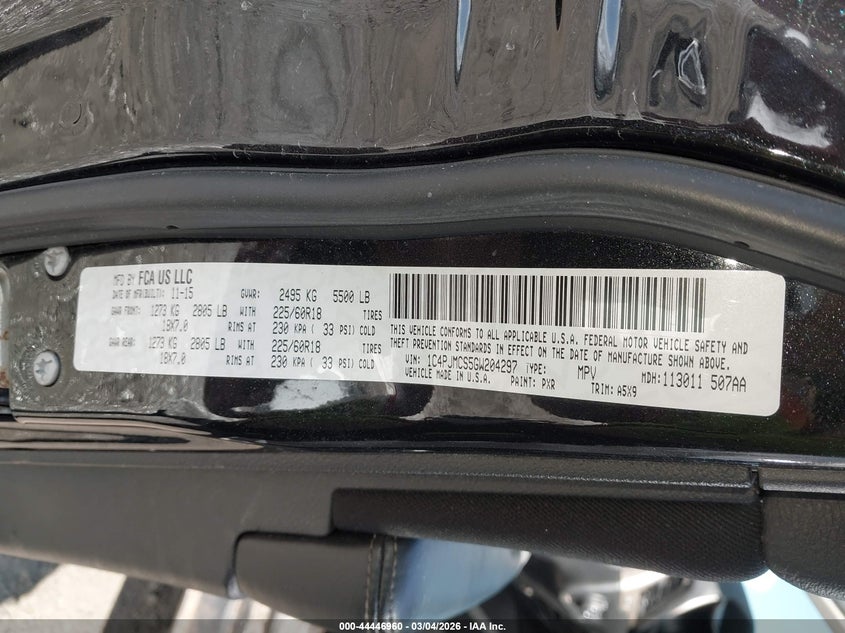 MFD BY FCA US LLC
DATE OF MFR(BUILT): 11-15 GVWR: 2495 KG 5500 LB
GAWR FRONT: 1273 KG 2805 LB WITH 225/60R18 TIRES
18X7.0 RIMS AT 230 KPA ( 33 PSI) COLD
GAWR REAR: 1273 KG 2805 LB WITH 225/60R18 TIRES
18X7.0 RIMS AT 230 KPA ( 33 PSI) COLD
THIS VEHICLE CONFORMS TO ALL APPLICABLE U.S.A. FEDERAL MOTOR VEHICLE SAFETY AND
THEFT PREVENTION STANDARDS IN EFFECT ON THE DATE OF MANUFACTURE SHOWN ABOVE.
VIN: 1C4PJMCS5GW204297 TYPE: MPV MDH: 113011 507AA
VEHICLE MADE IN U.S.A. PAINT: PXR TRIM: A5X9
000-44446960 - 03/04/2026 - IAA Inc.